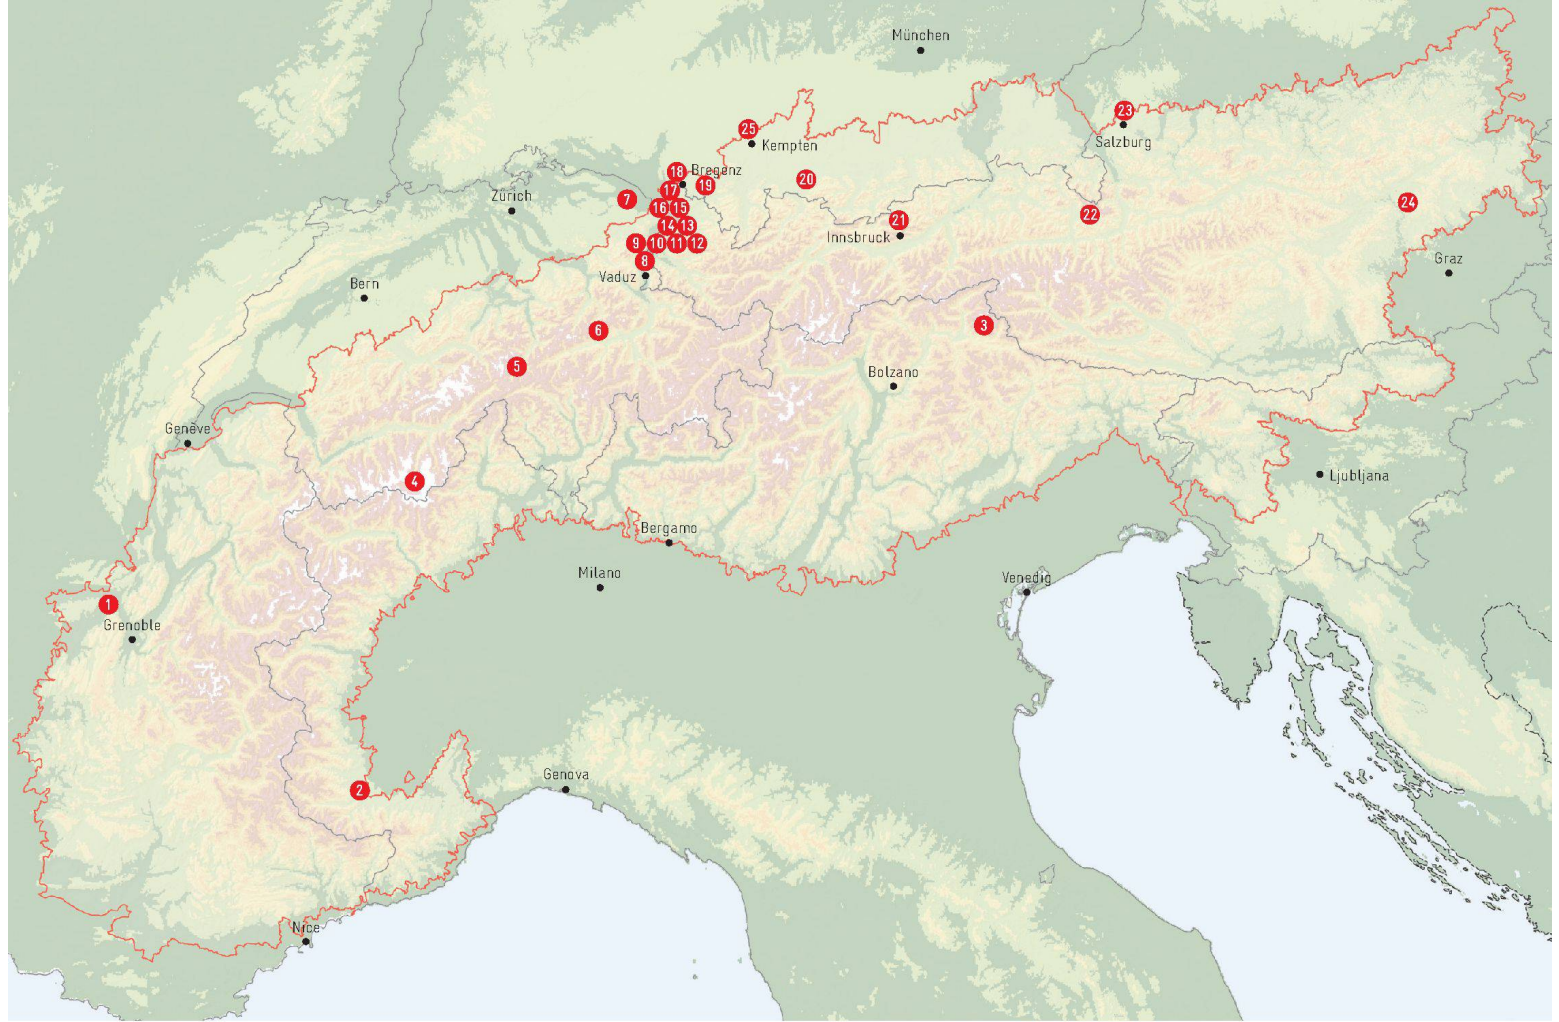 München
23
25
Kempten
Salzburg
18
Bregenz
20
17
19
7
Zürich
16
15
24
22
21
14
13
Innsbruck
9
10
11
12
Graz
8
Vaduz
Bern
3
6
5
Bolzano
Genève
Ljubljana
4
Bergamo
Milano
Venedig
1
Grenoble
Genova
2
Nice